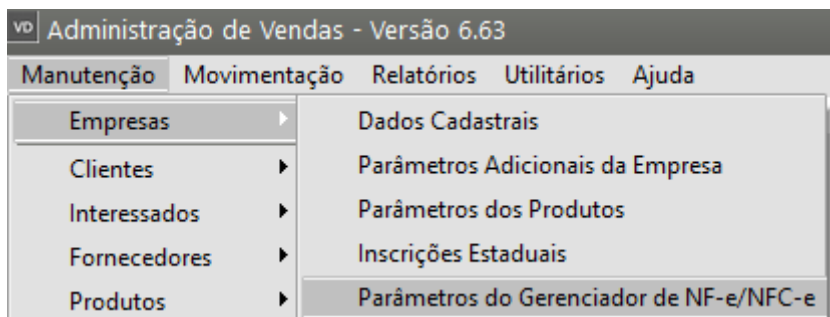 VD Administração de Vendas - Versão 6.63
Manutenção Movimentação Relatórios Utilitários Ajuda
Empresas
Clientes
Interessados
Fornecedores
Produtos
Dados Cadastrais
Parâmetros Adicionais da Empresa
Parâmetros dos Produtos
Inscrições Estaduais
Parâmetros do Gerenciador de NF-e/NFC-e